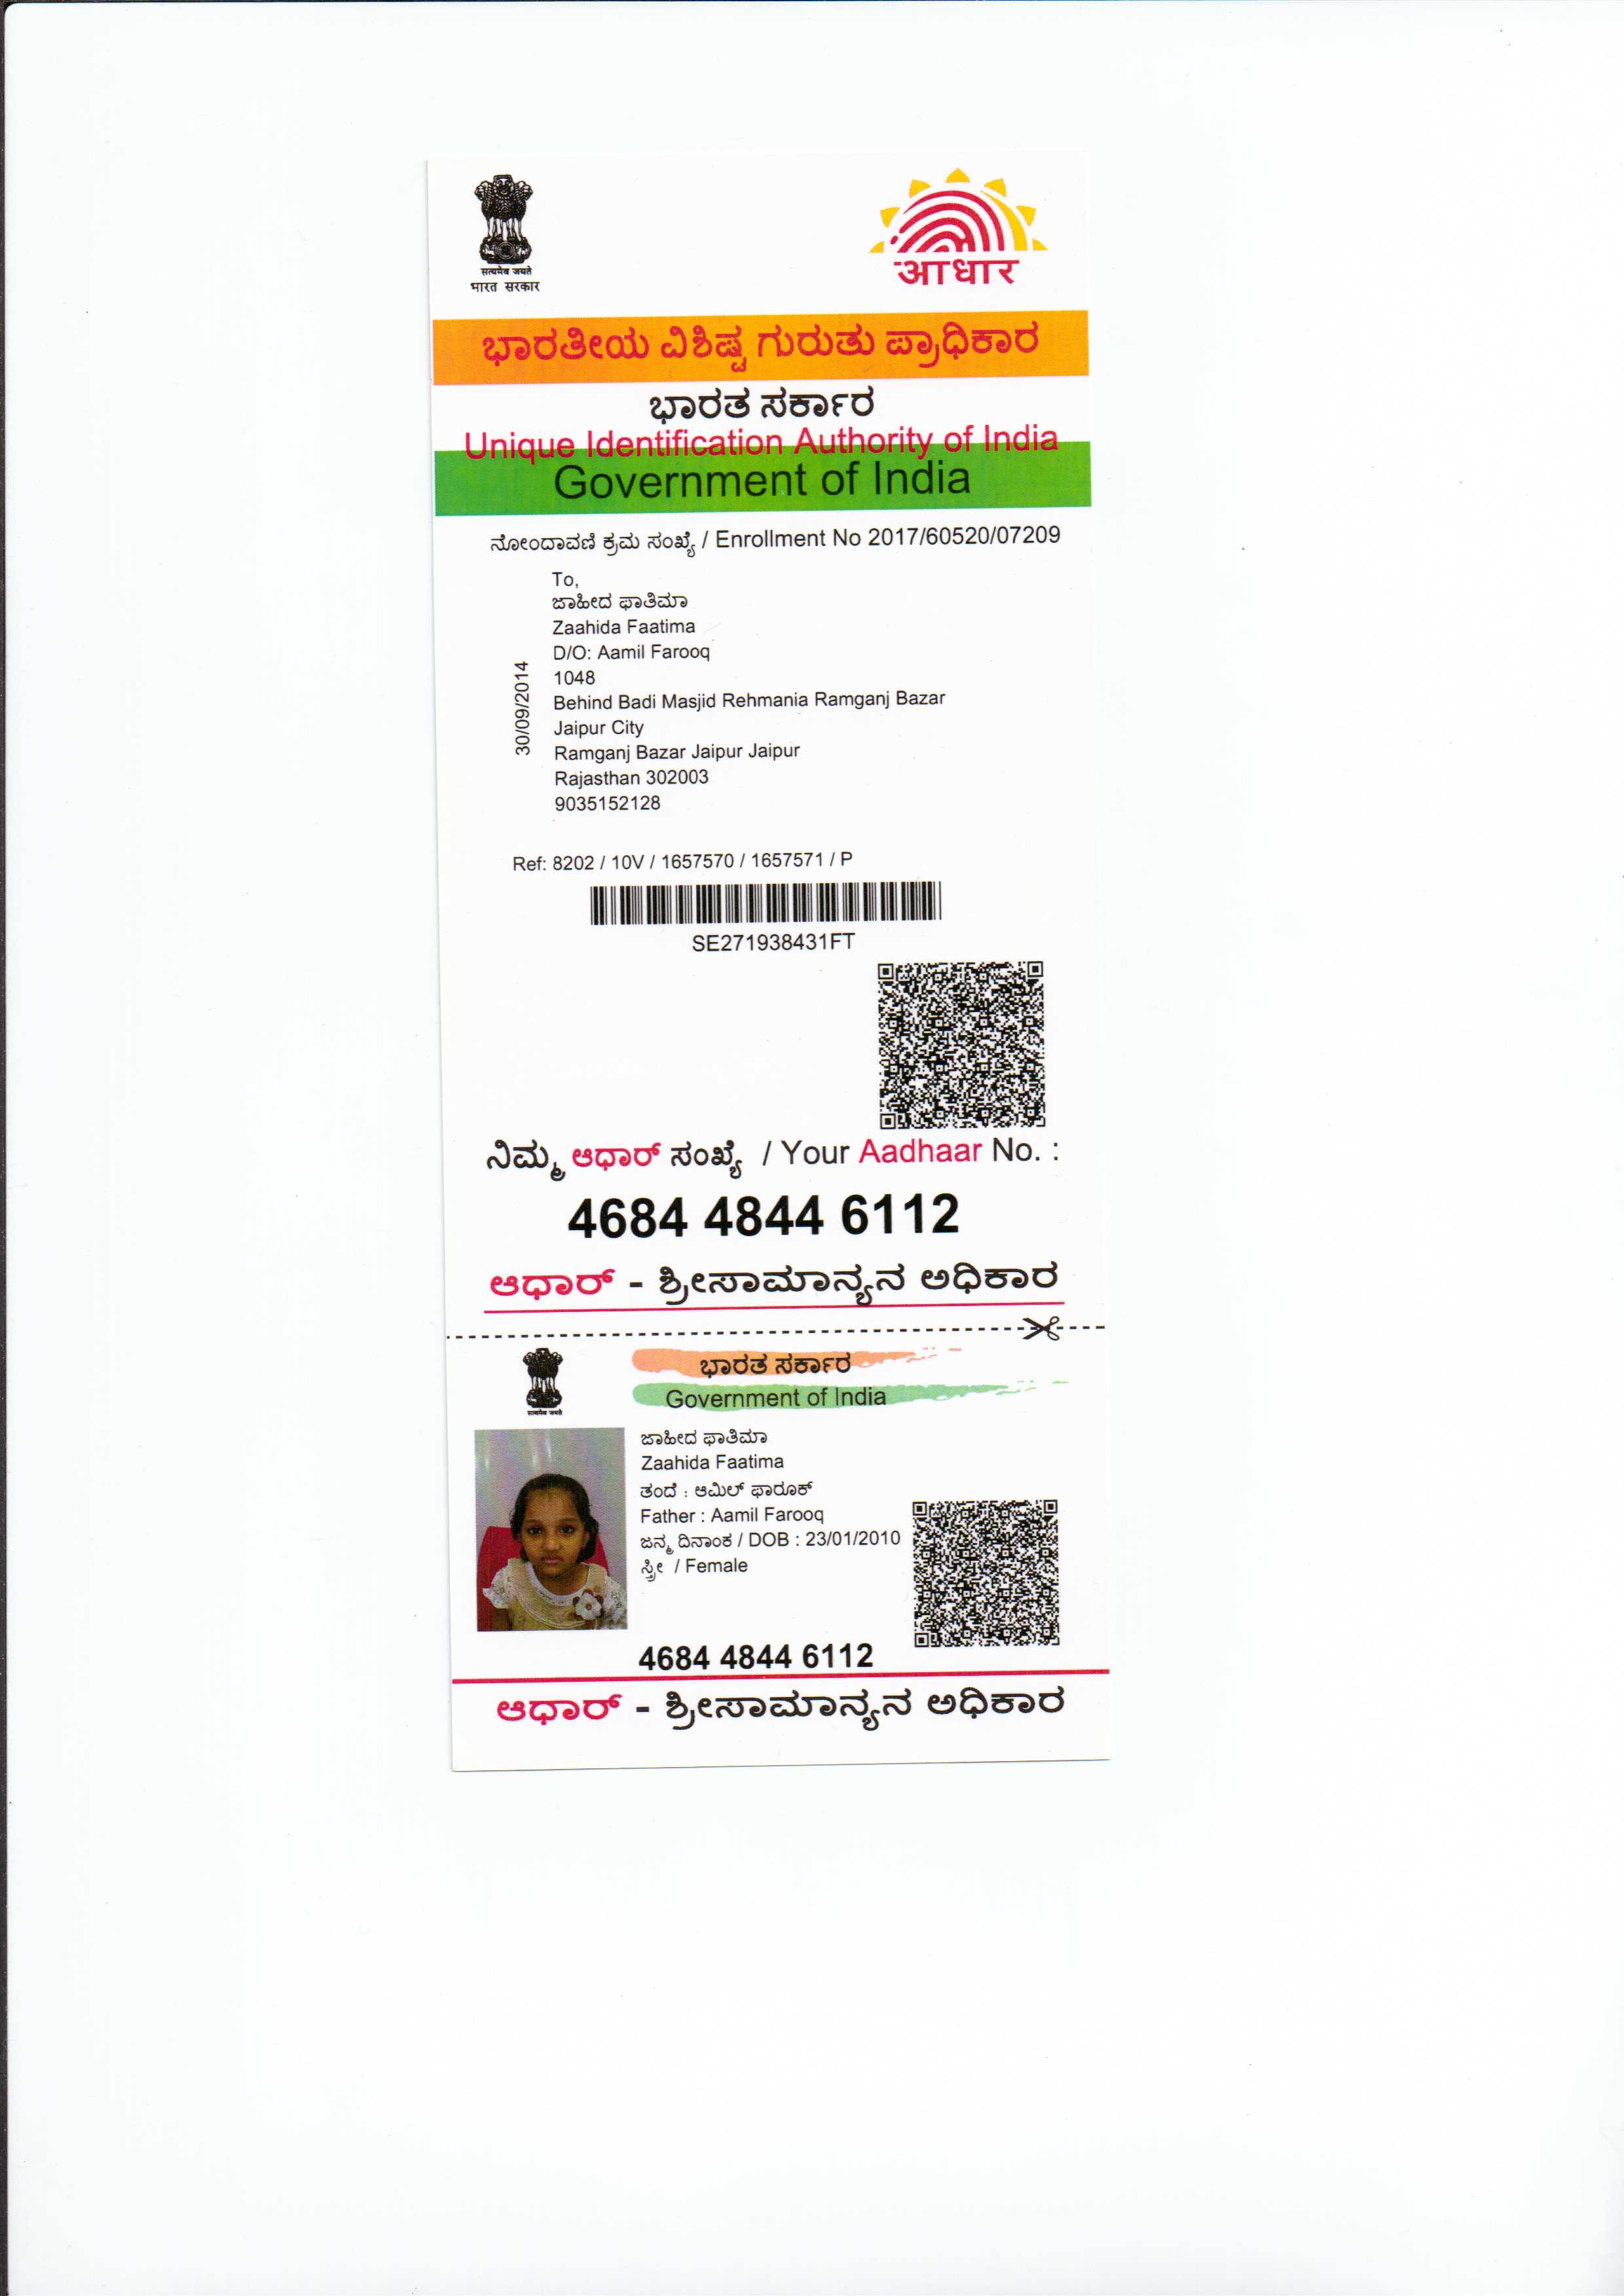 सत्यमेव जयते
भारत सरकार
आधार
ಭಾರತೀಯ ವಿಶಿಷ್ಟ ಗುರುತು ಪ್ರಾಧಿಕಾರ
ಭಾರತ ಸರ್ಕಾರ
Unique Identification Authority of India
Government of India
ನೋಂದಾವಣಿ ಕ್ರಮ ಸಂಖ್ಯೆ / Enrollment No 2017/60520/07209
30/09/2014
To,
ಜಾಹೀದ ಫಾತಿಮಾ
Zaahida Faatima
D/O: Aamil Farooq
1048
Behind Badi Masjid Rehmania Ramganj Bazar
Jaipur City
Ramganj Bazar Jaipur Jaipur
Rajasthan 302003
9035152128
Ref: 8202 / 10V / 1657570 / 1657571 / P
SE271938431FT
ನಿಮ್ಮ ಆಧಾರ್ ಸಂಖ್ಯೆ / Your Aadhaar No. :
4684 4844 6112
ಆಧಾರ್ - ಶ್ರೀಸಾಮಾನ್ಯನ ಅಧಿಕಾರ
सत्यमेव जयते
ಭಾರತ ಸರ್ಕಾರ
Government of India
ಜಾಹೀದ ಫಾತಿಮಾ
Zaahida Faatima
ತಂದೆ : ಆಮಿಲ್ ಫಾರೂಕ್
Father : Aamil Farooq
ಜನ್ಮ ದಿನಾಂಕ / DOB : 23/01/2010
ಸ್ತ್ರೀ / Female
4684 4844 6112
ಆಧಾರ್ - ಶ್ರೀಸಾಮಾನ್ಯನ ಅಧಿಕಾರ